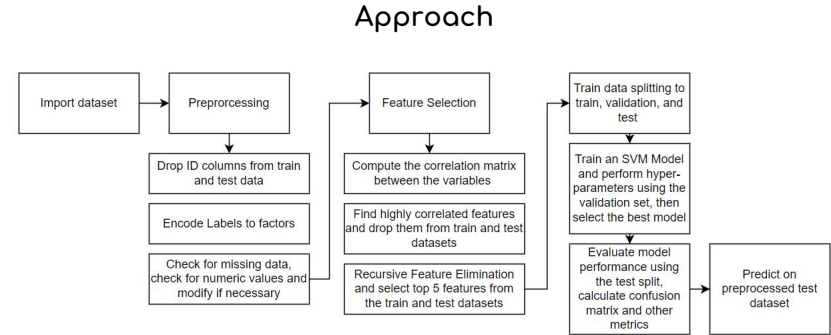 Approach
Import dataset
Preprorcessing
Drop ID columns from train
and test data
Encode Labels to factors
Check for missing data,
check for numeric values and
modify if necessary
Feature Selection
Compute the correlation matrix
between the variables
Find highly correlated features
and drop them from train and test
datasets
Recursive Feature Elimination
and select top 5 features from
the train and test datasets
Train data splitting to
train, validation, and
test
Train an SVM Model
and perform hyper-
parameters using the
validation set, then
select the best model
Evaluate model
performance using
the test split,
calculate confusion
matrix and other
metrics
Predict on
preprocessed test
dataset